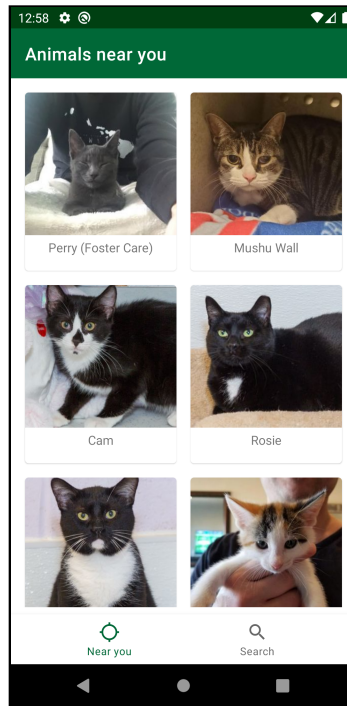 12:58
Animals near you
Perry (Foster Care)
Mushu Wall
Cam
Rosie
Near you
Search